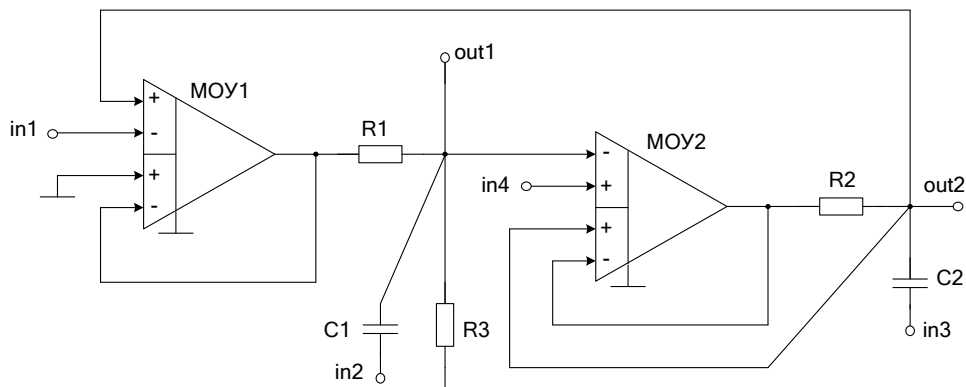 out1
МОУ1
+
-
in1
+
-
R1
МОУ2
-
+
in4
+
-
R2
out2
C2
in3
C1
in2
R3